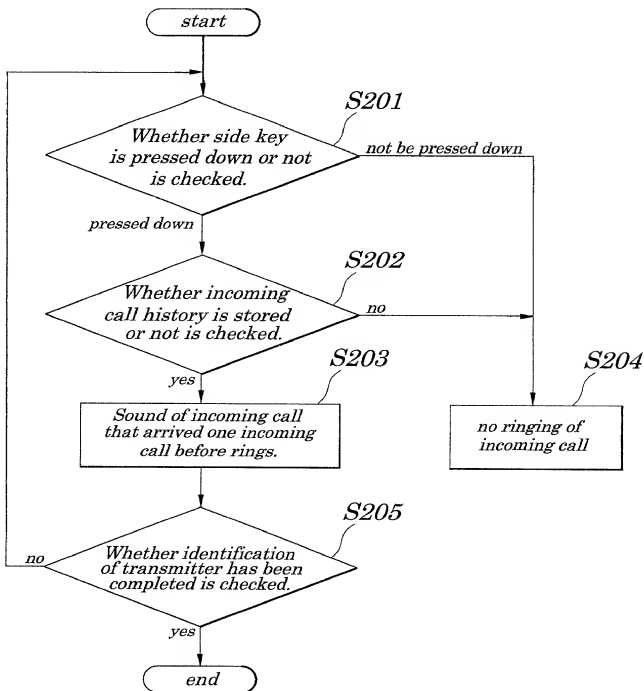 start
S201
Whether side key
is pressed down or not
is checked.
not be pressed down
pressed down
S202
Whether incoming
call history is stored
or not is checked.
no
yes
S203
Sound of incoming call
that arrived one incoming
call before rings.
S204
no ringing of
incoming call
S205
Whether identification
of transmitter has been
completed is checked.
no
yes
end